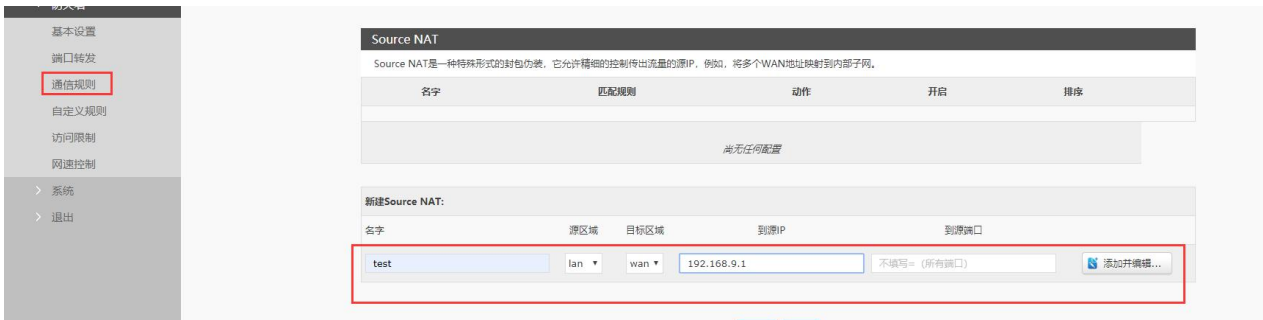 防火墙
基本设置
端口转发
通信规则
自定义规则
访问限制
网速控制
系统
退出
Source NAT
Source NAT是一种特殊形式的封包伪装，它允许精细的控制传出流量的源IP，例如，将多个WAN地址映射到内部子网。
名字 匹配规则 动作 开启 排序
尚无任何配置
新建Source NAT:
名字 源区域 目标区域 到源IP 到源端口
test lan wan 192.168.9.1 不填写= (所有端口) 添加并编辑...